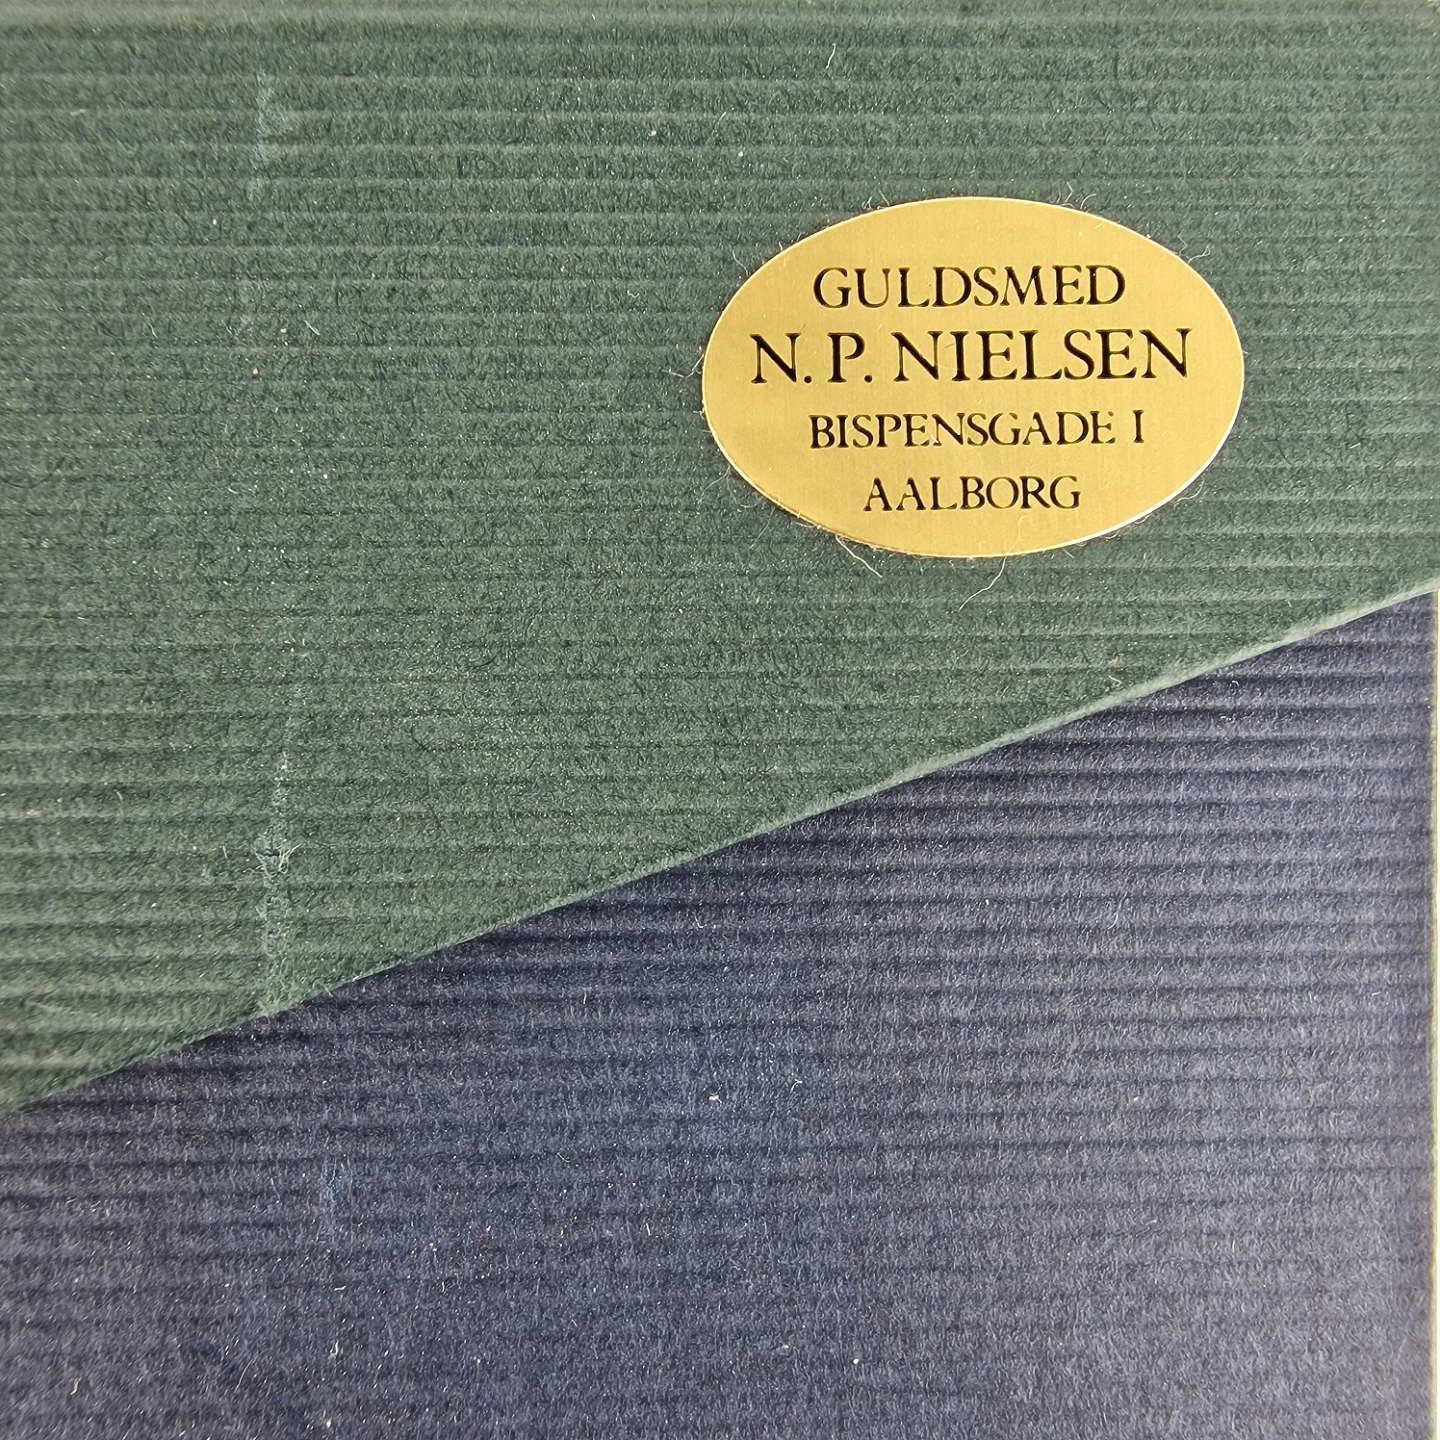 GULDSMED
N. P. NIELSEN
BISPENSGADE 1
AALBORG